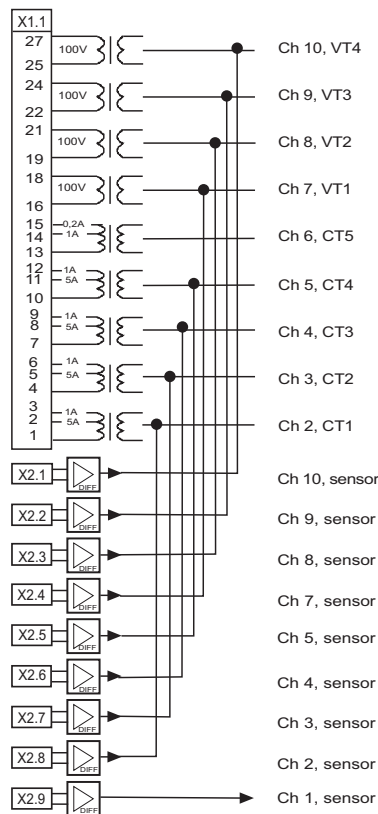 X1.1
27
100V
25
Ch 10, VT4
24
100V
22
Ch 9, VT3
21
100V
19
Ch 8, VT2
18
100V
16
Ch 7, VT1
15 0,2A
14 1A
13
Ch 6, CT5
12 1A
11 5A
10
Ch 5, CT4
9 1A
8 5A
7
Ch 4, CT3
6 1A
5 5A
4
Ch 3, CT2
3 1A
2 5A
1
Ch 2, CT1
X2.1 DIFF Ch 10, sensor
X2.2 DIFF Ch 9, sensor
X2.3 DIFF Ch 8, sensor
X2.4 DIFF Ch 7, sensor
X2.5 DIFF Ch 5, sensor
X2.6 DIFF Ch 4, sensor
X2.7 DIFF Ch 3, sensor
X2.8 DIFF Ch 2, sensor
X2.9 DIFF Ch 1, sensor